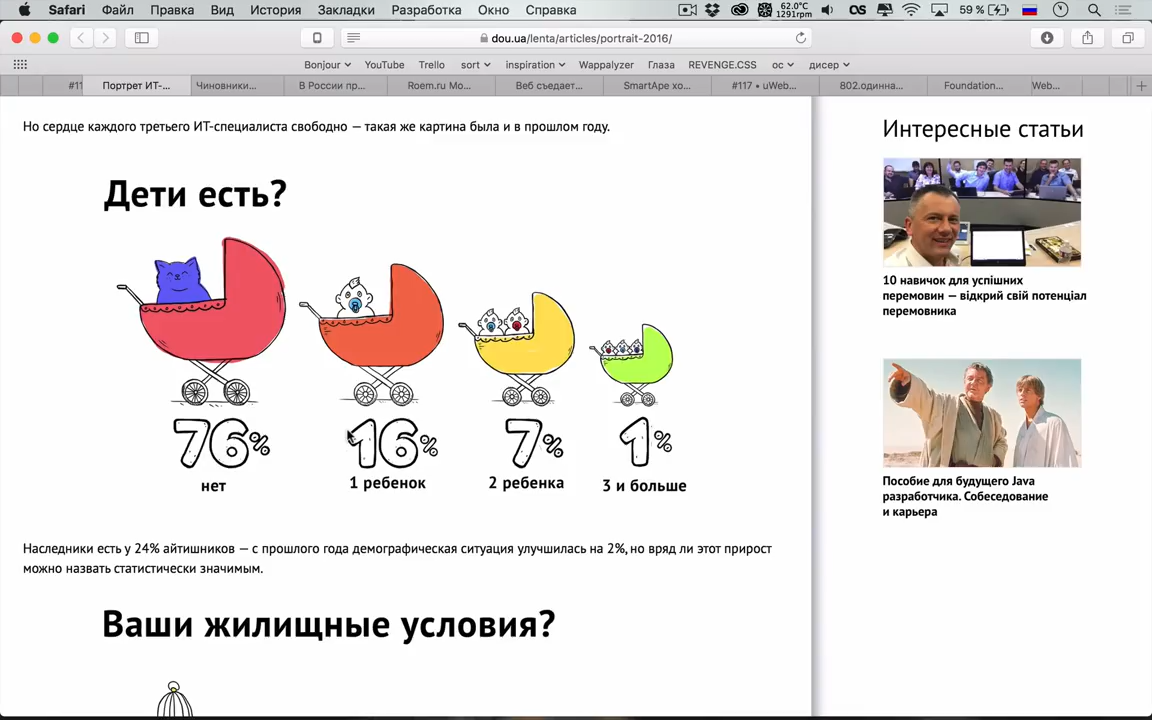 Safari Файл Правка Вид История Закладки Разработка Окно Справка 62.0°C 1291rpm 59 %
dou.ua/lenta/articles/portrait-2016/
Bonjour YouTube Trello sort inspiration Wappalyzer Глаза REVENGE.CSS ос дисер
#11 Портрет ИТ-... Чиновники... В России пр... Roem.ru Мо... Веб съедает... SmartApe хо... #117 • uWeb... 802.одинна... Foundation... Web...
Но сердце каждого третьего ИТ-специалиста свободно — такая же картина была и в прошлом году.
Дети есть?
76% 16% 7% 1%
нет 1 ребенок 2 ребенка 3 и больше
Наследники есть у 24% айтишников — с прошлого года демографическая ситуация улучшилась на 2%, но вряд ли этот прирост
можно назвать статистически значимым.
Ваши жилищные условия?
Интересные статьи
10 навичок для успішних
перемовин — відкрий свій потенціал
перемовника
Пособие для будущего Java
разработчика. Собеседование
и карьера